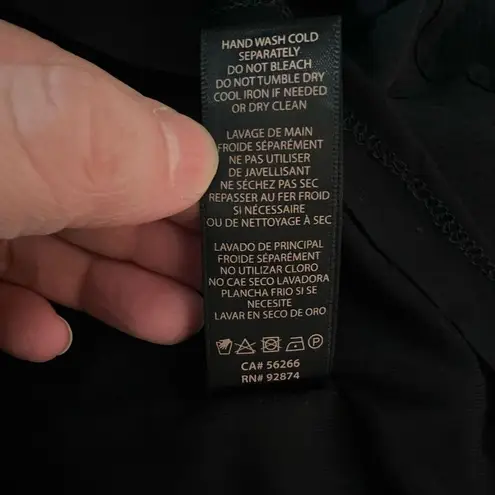 HAND WASH COLD
SEPARATELY
DO NOT BLEACH
DO NOT TUMBLE DRY
COOL IRON IF NEEDED
OR DRY CLEAN
LAVAGE DE MAIN
FROIDE SÉPARÉMENT
NE PAS UTILISER
DE JAVELLISANT
NE SÉCHEZ PAS SEC
REPASSER AU FER FROID
SI NÉCESSAIRE
OU DE NETTOYAGE À SEC
LAVADO DE PRINCIPAL
FROIDE SÉPARÉMENT
NO UTILIZAR CLORO
NO CAE SECO LAVADORA
PLANCHA FRIO SI SE
NECESITE
LAVAR EN SECO DE ORO
P
CA# 56266
RN# 92874